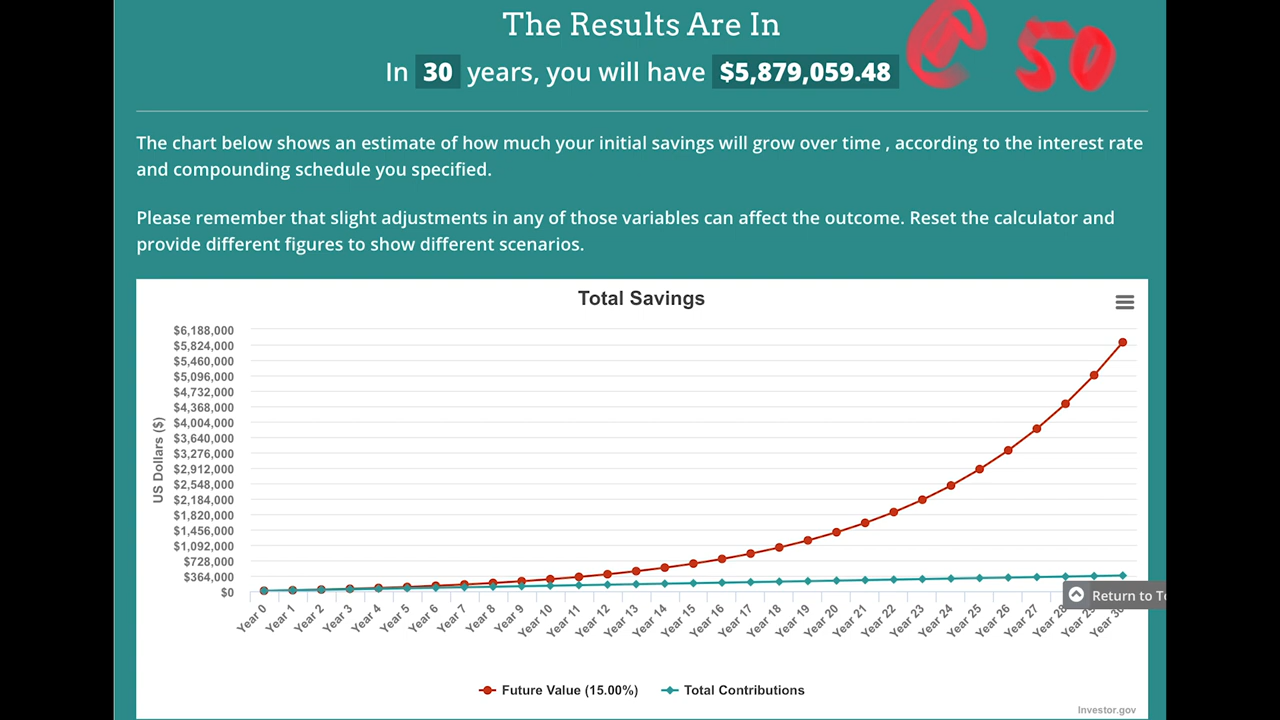 The Results Are In
In 30 years, you will have $5,879,059.48
@ 50
The chart below shows an estimate of how much your initial savings will grow over time , according to the interest rate
and compounding schedule you specified.
Please remember that slight adjustments in any of those variables can affect the outcome. Reset the calculator and
provide different figures to show different scenarios.
Total Savings
US Dollars ($)
$6,188,000
$5,824,000
$5,460,000
$5,096,000
$4,732,000
$4,368,000
$4,004,000
$3,640,000
$3,276,000
$2,912,000
$2,548,000
$2,184,000
$1,820,000
$1,456,000
$1,092,000
$728,000
$364,000
$0
Year 0
Year 1
Year 2
Year 3
Year 4
Year 5
Year 6
Year 7
Year 8
Year 9
Year 10
Year 11
Year 12
Year 13
Year 14
Year 15
Year 16
Year 17
Year 18
Year 19
Year 20
Year 21
Year 22
Year 23
Year 24
Year 25
Year 26
Year 27
Year 28
Year 29
Year 30
Return to To
Future Value (15.00%)
Total Contributions
Investor.gov